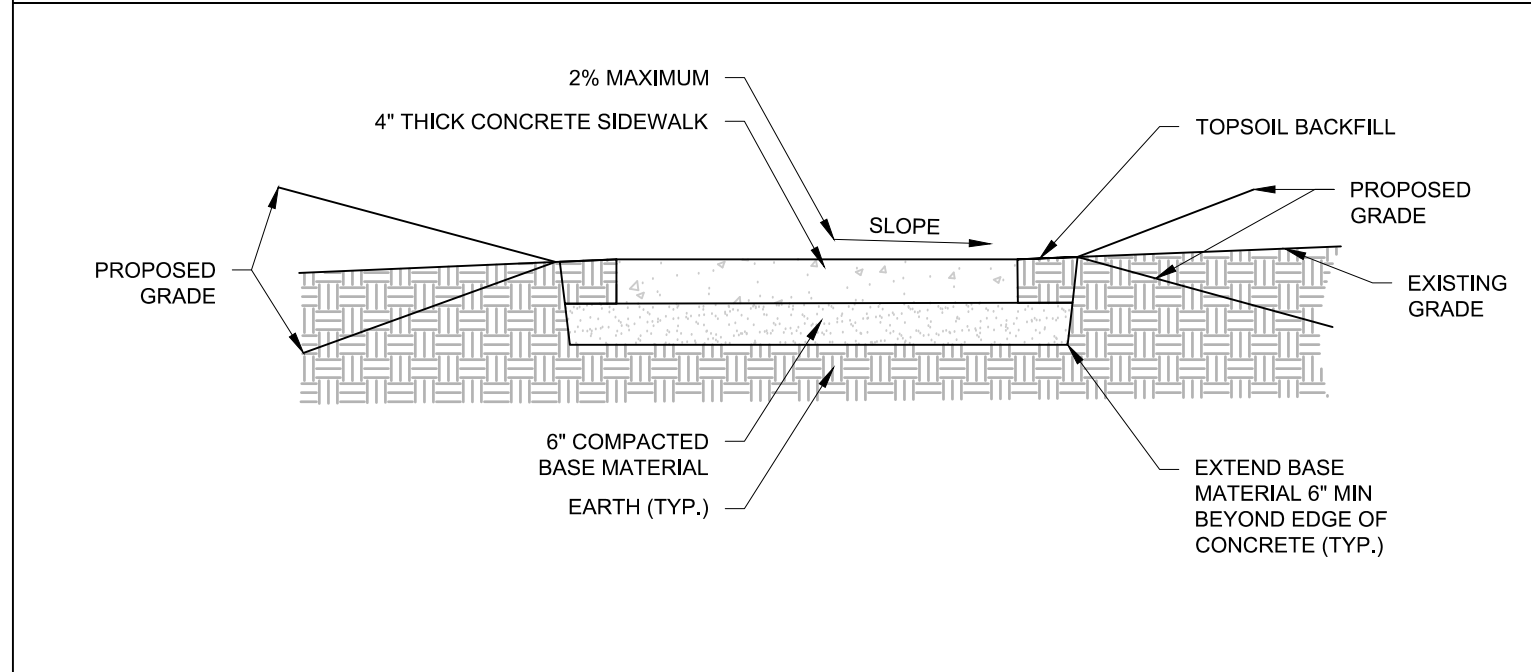 2% MAXIMUM
4" THICK CONCRETE SIDEWALK
TOPSOIL BACKFILL
PROPOSED
GRADE
SLOPE
PROPOSED
GRADE
EXISTING
GRADE
6" COMPACTED
BASE MATERIAL
EARTH (TYP.)
EXTEND BASE
MATERIAL 6" MIN
BEYOND EDGE OF
CONCRETE (TYP.)